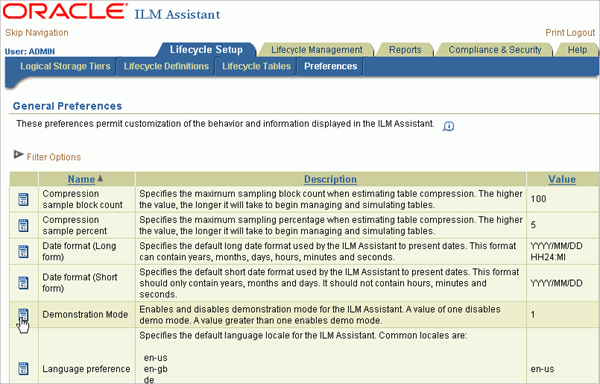 ORACLE ILM Assistant
Skip Navigation
Print Logout
User: ADMIN
Lifecycle Setup
Lifecycle Management
Reports
Compliance & Security
Help
Logical Storage Tiers
Lifecycle Definitions
Lifecycle Tables
Preferences
General Preferences
These preferences permit customization of the behavior and information displayed in the ILM Assistant.
Filter Options
Name
Description
Value
Compression
sample block count
Specifies the maximum sampling block count when estimating table compression. The higher
the value, the longer it will take to begin managing and simulating tables.
100
Compression
sample percent
Specifies the maximum sampling percentage when estimating table compression. The higher
the value, the longer it will take to begin managing and simulating tables.
5
Date format (Long
form)
Specifies the default long date format used by the ILM Assistant to present dates. This format
can contain years, months, days, hours, minutes and seconds.
YYYY/MM/DD
HH24:MI
Date format (Short
form)
Specifies the default short date format used by the ILM Assistant to present dates. This format
should only contain years, months and days. It should not contain hours, minutes and
seconds.
YYYY/MM/DD
Demonstration Mode
Enables and disables demonstration mode for the ILM Assistant. A value of one disables
demo mode. A value greater than one enables demo mode.
1
Language preference
Specifies the default language locale for the ILM Assistant. Common locales are:
en-us
en-gb
de
en-us